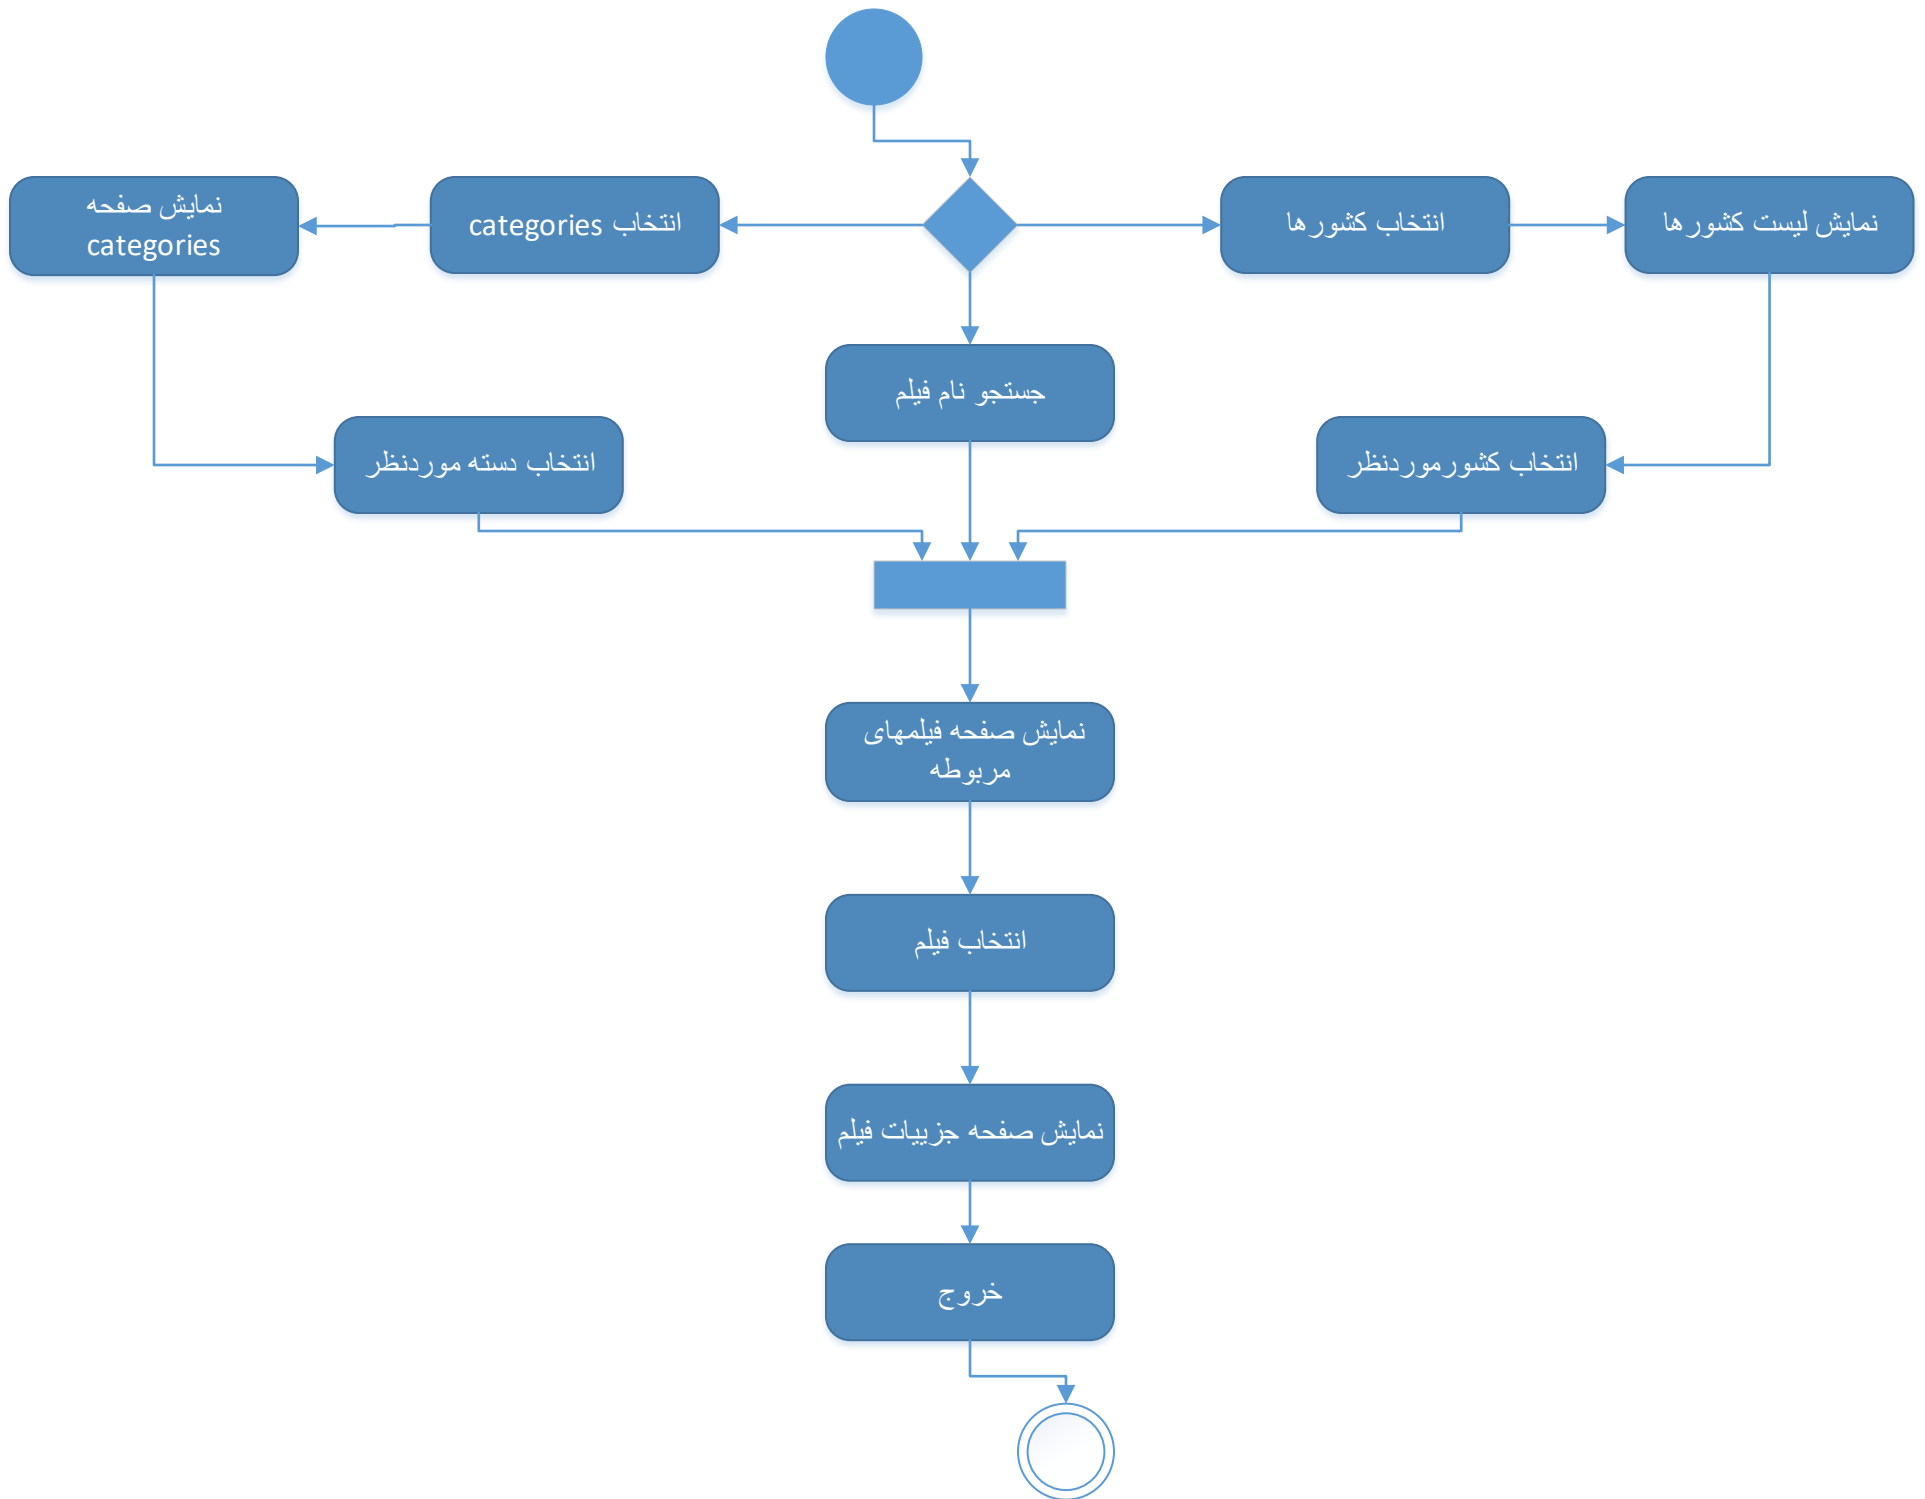 نمایش صفحه
categories
انتخاب categories
انتخاب کشورها
نمایش لیست کشورها
جستجو نام فیلم
انتخاب دسته موردنظر
انتخاب کشورموردنظر
نمایش صفحه فیلمهای
مربوطه
انتخاب فیلم
نمایش صفحه جزییات فیلم
خروج